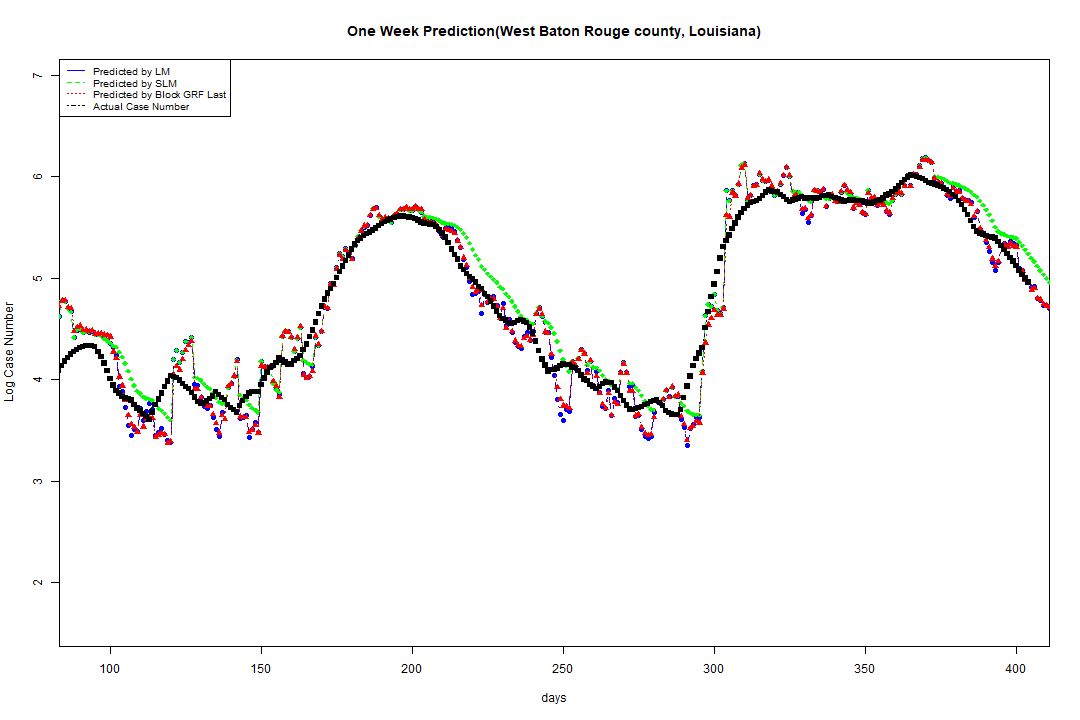 One Week Prediction(West Baton Rouge county, Louisiana)
Predicted by LM
Predicted by SLM
Predicted by Block GRF Last
Actual Case Number
7
6
5
4
3
2
Log Case Number
100 150 200 250 300 350 400
days